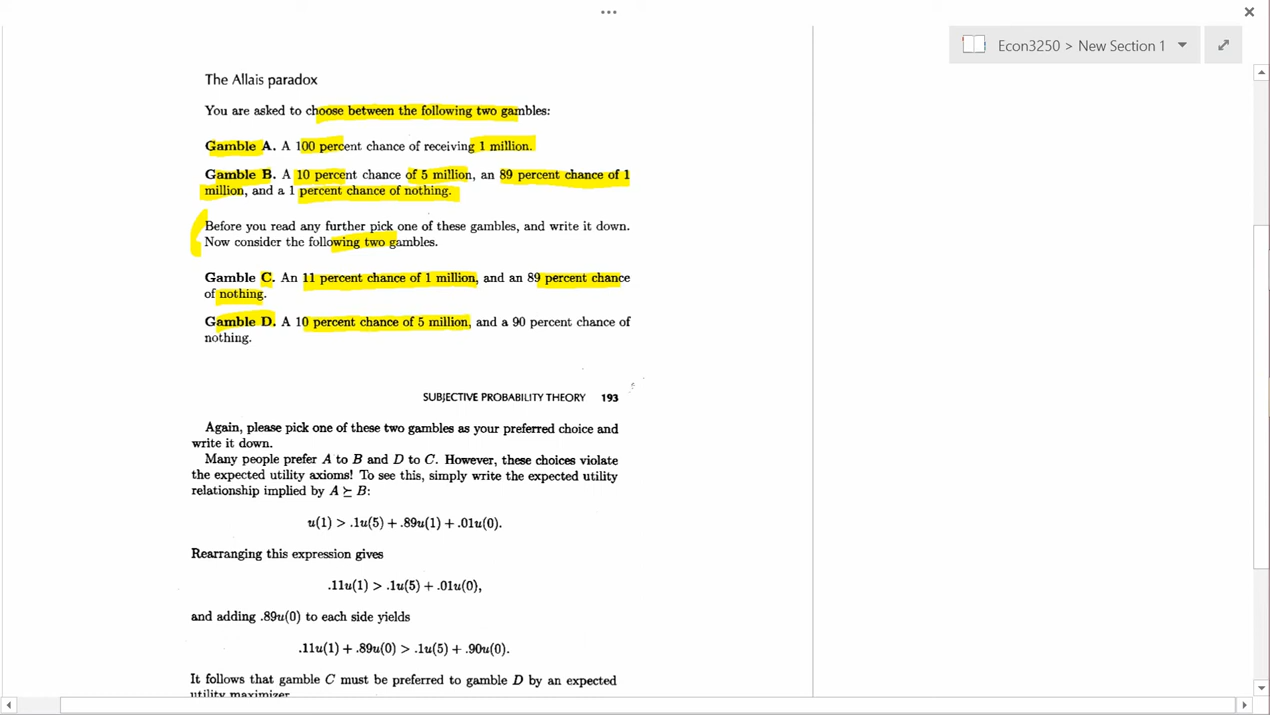 Econ3250 > New Section 1
The Allais paradox
You are asked to choose between the following two gambles:
Gamble A. A 100 percent chance of receiving 1 million.
Gamble B. A 10 percent chance of 5 million, an 89 percent chance of 1
million, and a 1 percent chance of nothing.
Before you read any further pick one of these gambles, and write it down.
Now consider the following two gambles.
Gamble C. An 11 percent chance of 1 million, and an 89 percent chance
of nothing.
Gamble D. A 10 percent chance of 5 million, and a 90 percent chance of
nothing.
SUBJECTIVE PROBABILITY THEORY 193
Again, please pick one of these two gambles as your preferred choice and
write it down.
Many people prefer A to B and D to C. However, these choices violate
the expected utility axioms! To see this, simply write the expected utility
relationship implied by A ⪰ B:
u(1) > .1u(5) + .89u(1) + .01u(0).
Rearranging this expression gives
.11u(1) > .1u(5) + .01u(0),
and adding .89u(0) to each side yields
.11u(1) + .89u(0) > .1u(5) + .90u(0).
It follows that gamble C must be preferred to gamble D by an expected
utility maximizer